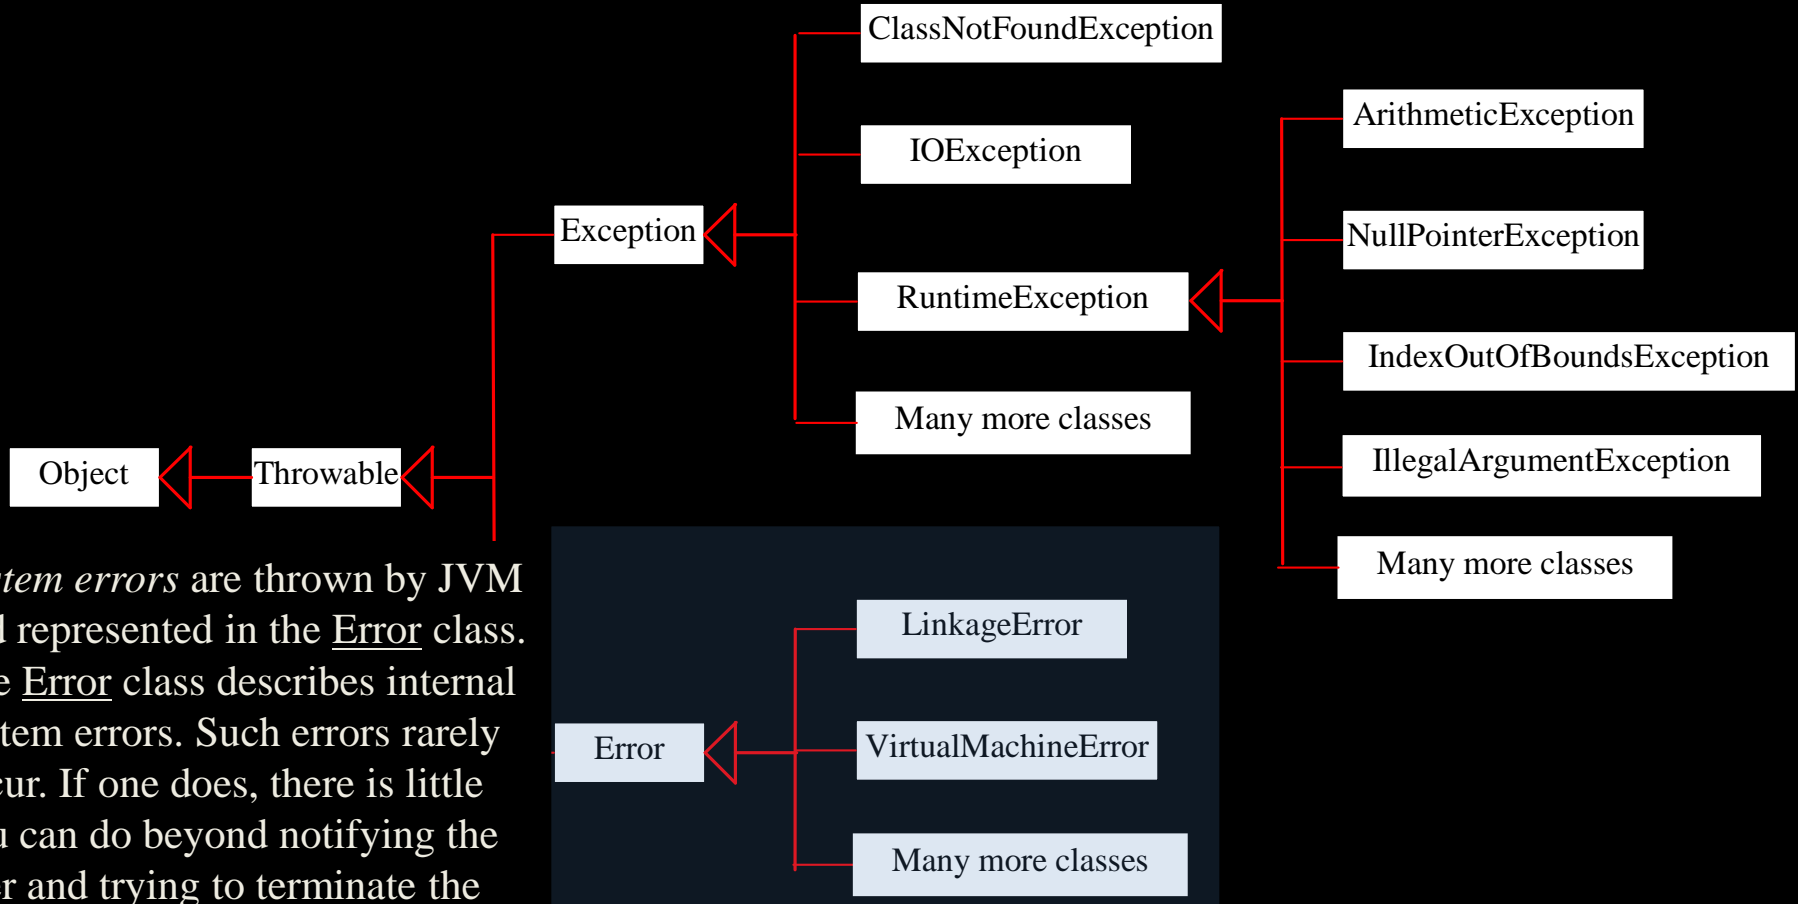 ClassNotFoundException
ArithmeticException
IOException
NullPointerException
Exception
RuntimeException
IndexOutOfBoundsException
Many more classes
IllegalArgumentException
Object
Throwable
Many more classes
are thrown by JVM
represented in the Error class.
Error class describes internal
errors. Such errors rarely
If one does, there is little
can do beyond notifying the
and trying to terminate the
LinkageError
Error
VirtualMachineError
Many more classes